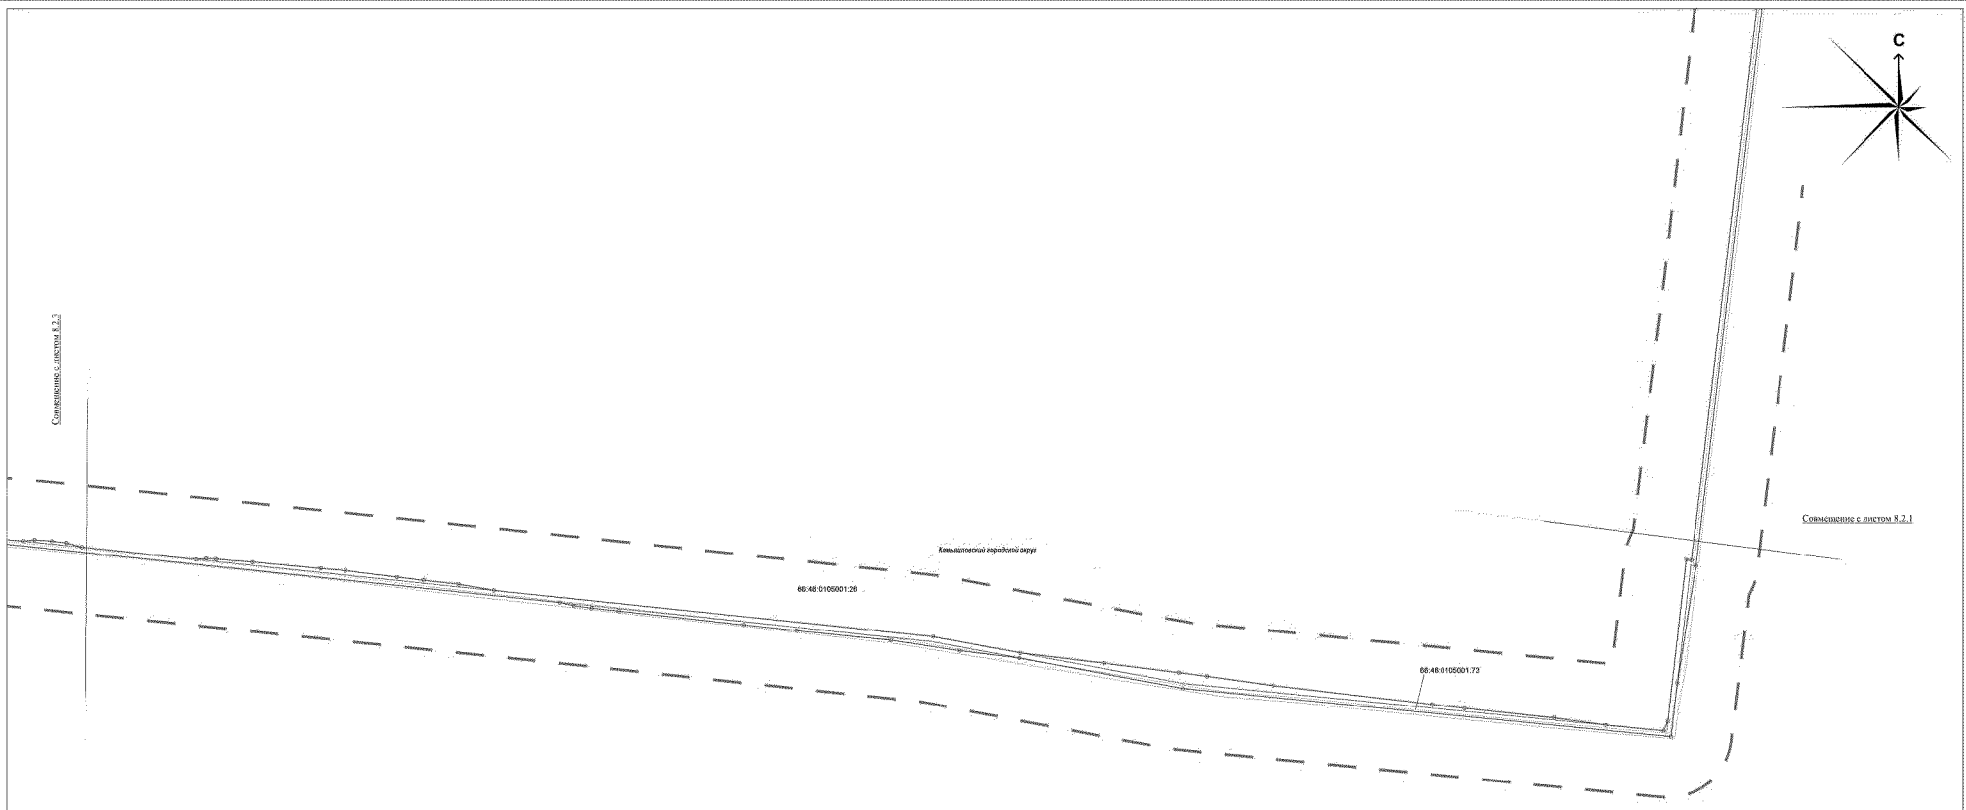 С
Совмещение с листом 8.2.3
Совмещение с листом 8.2.1
Камышловский городской округ
66:46:0105001:26
66:46:0105001:73